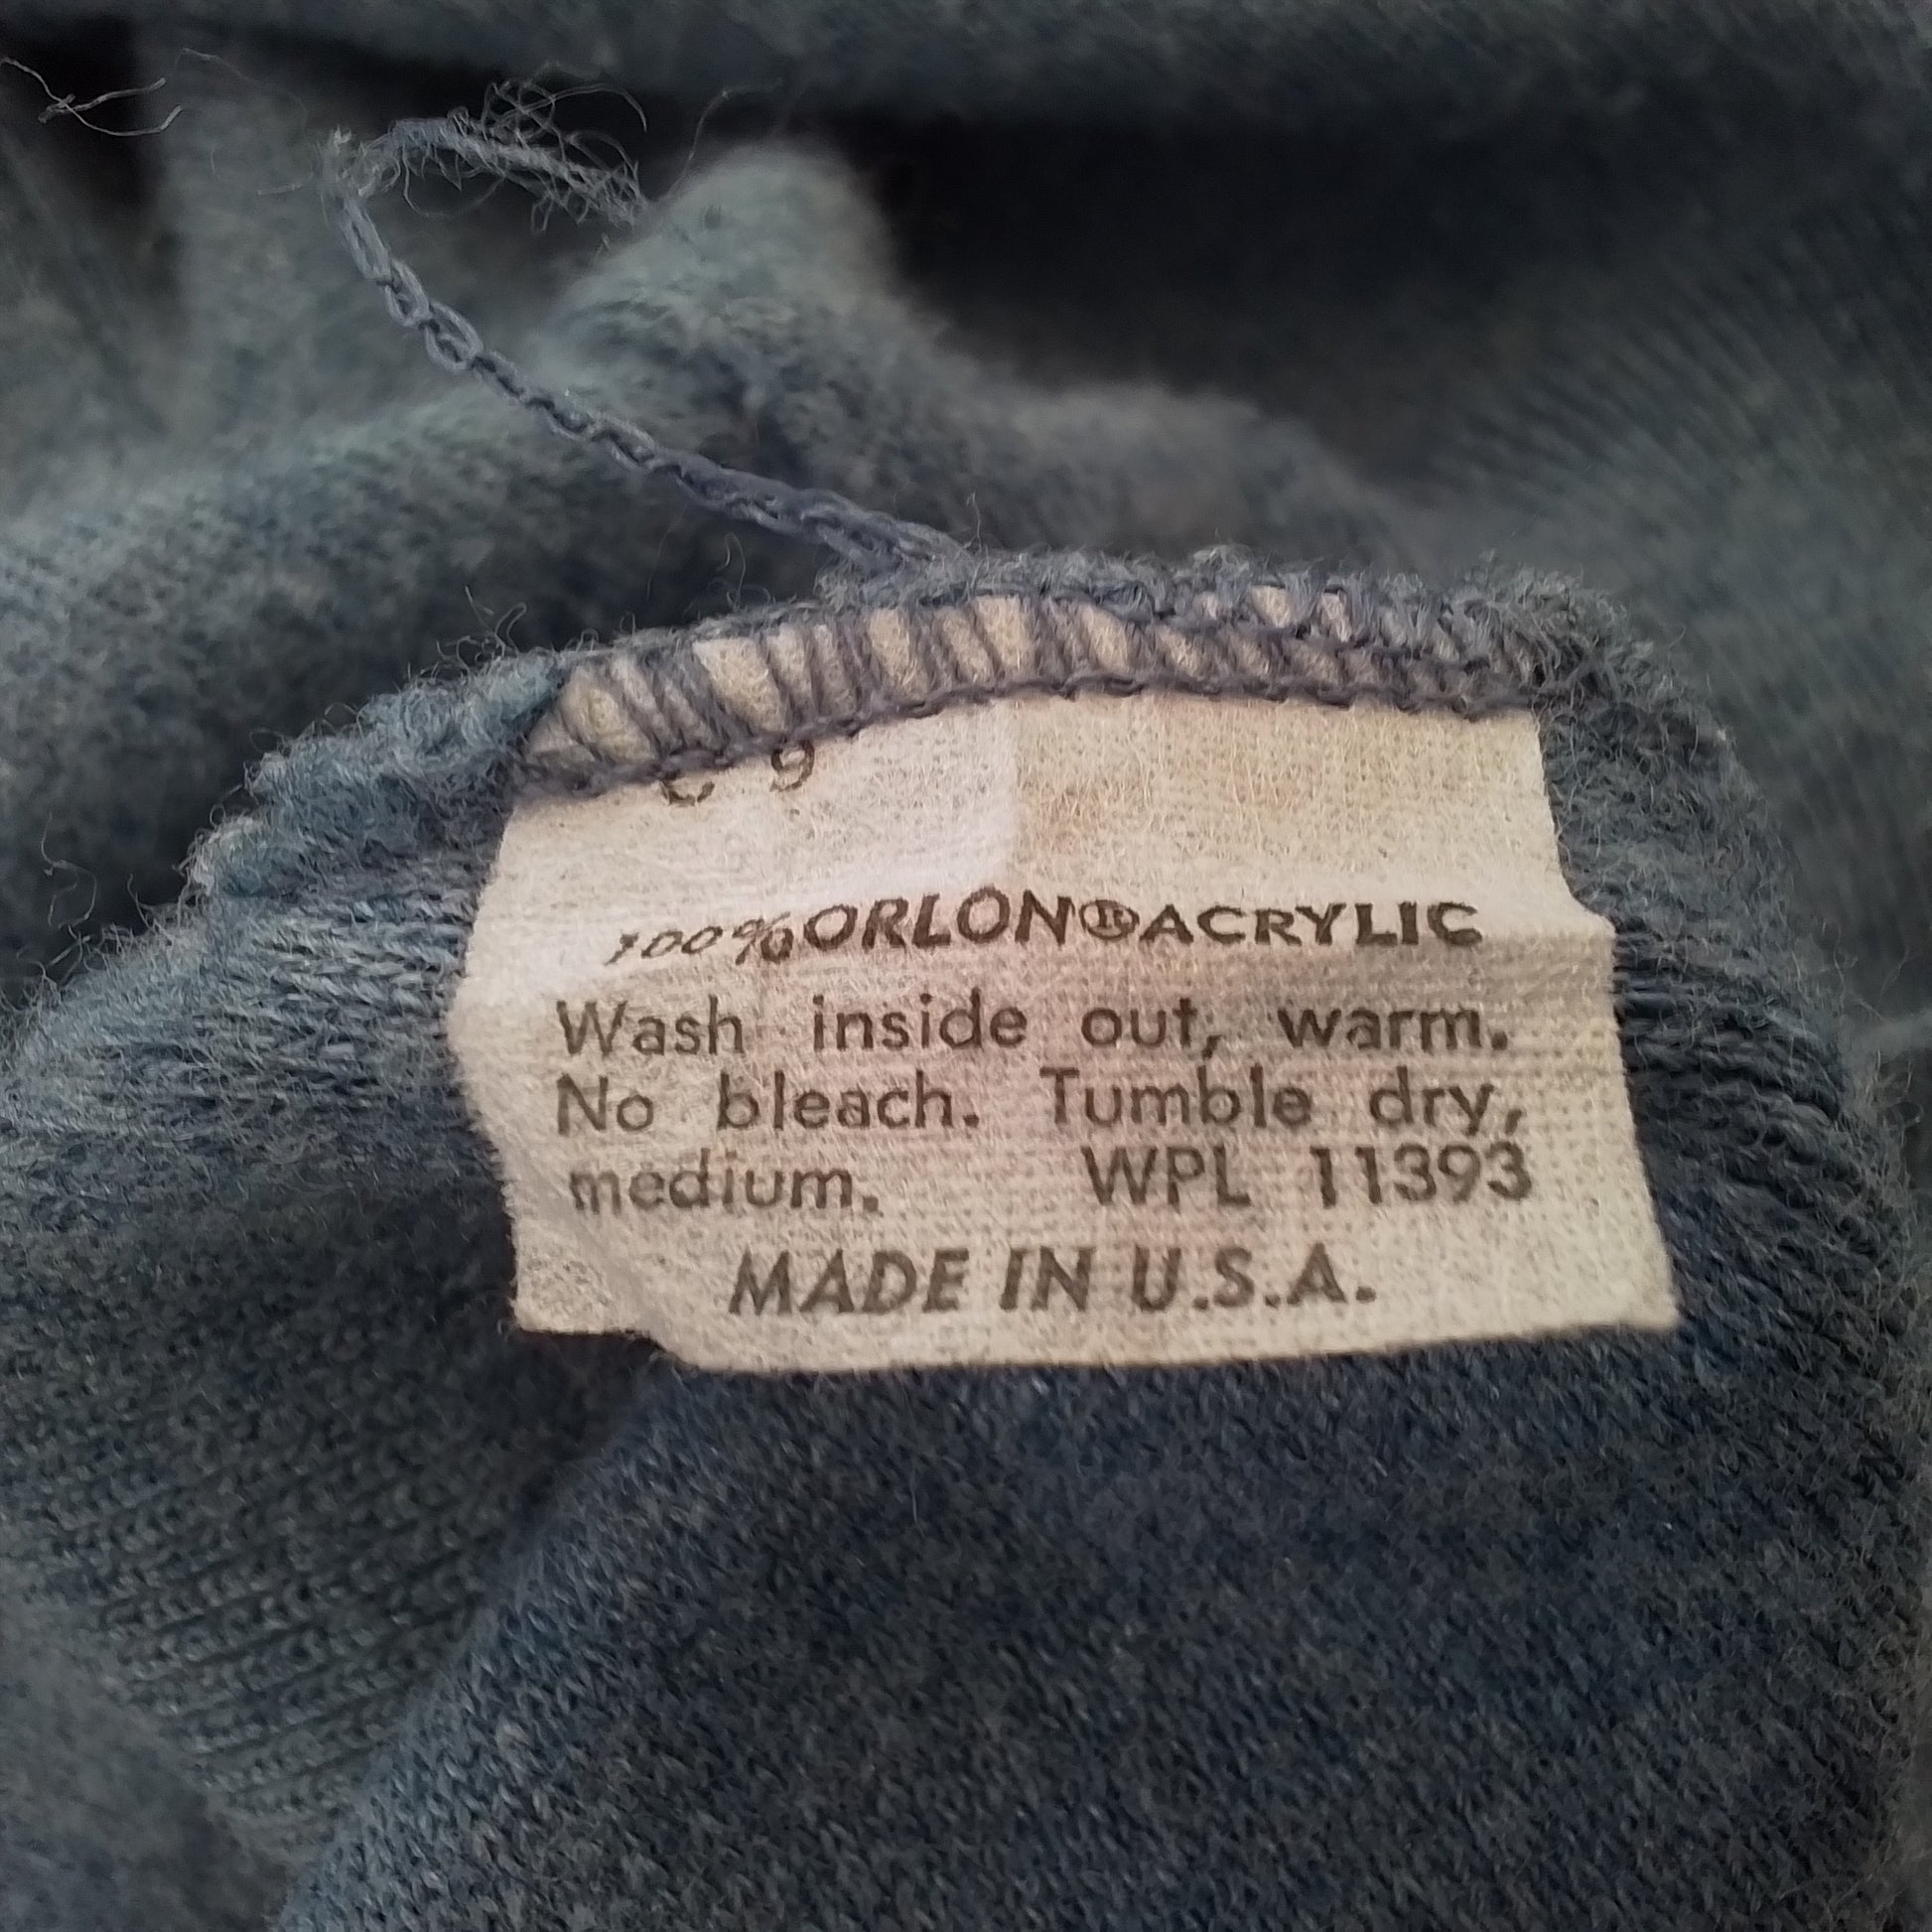 100% ORLON® ACRYLIC
Wash inside out, warm.
No bleach. Tumble dry,
medium. WPL 11393
MADE IN U.S.A.